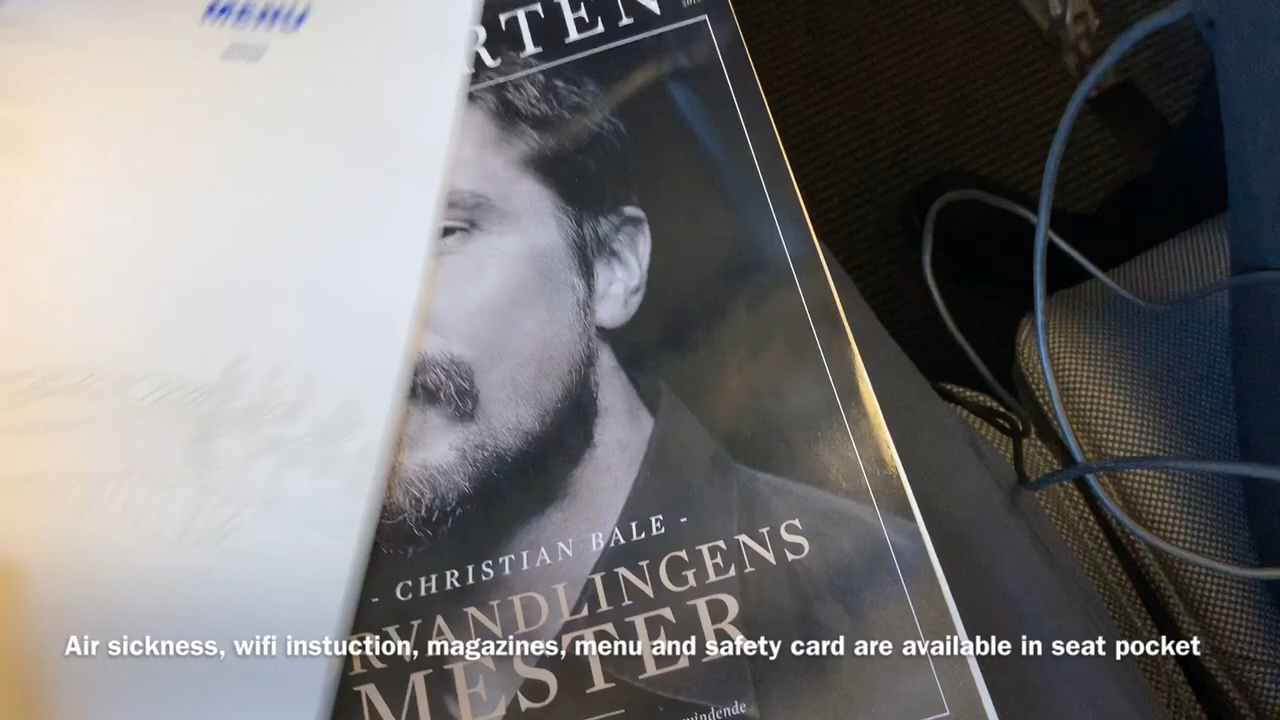 MENU
RTEN
- CHRISTIAN BALE -
RVANDLINGENS
MESTER
vindende
Air sickness, wifi instuction, magazines, menu and safety card are available in seat pocket